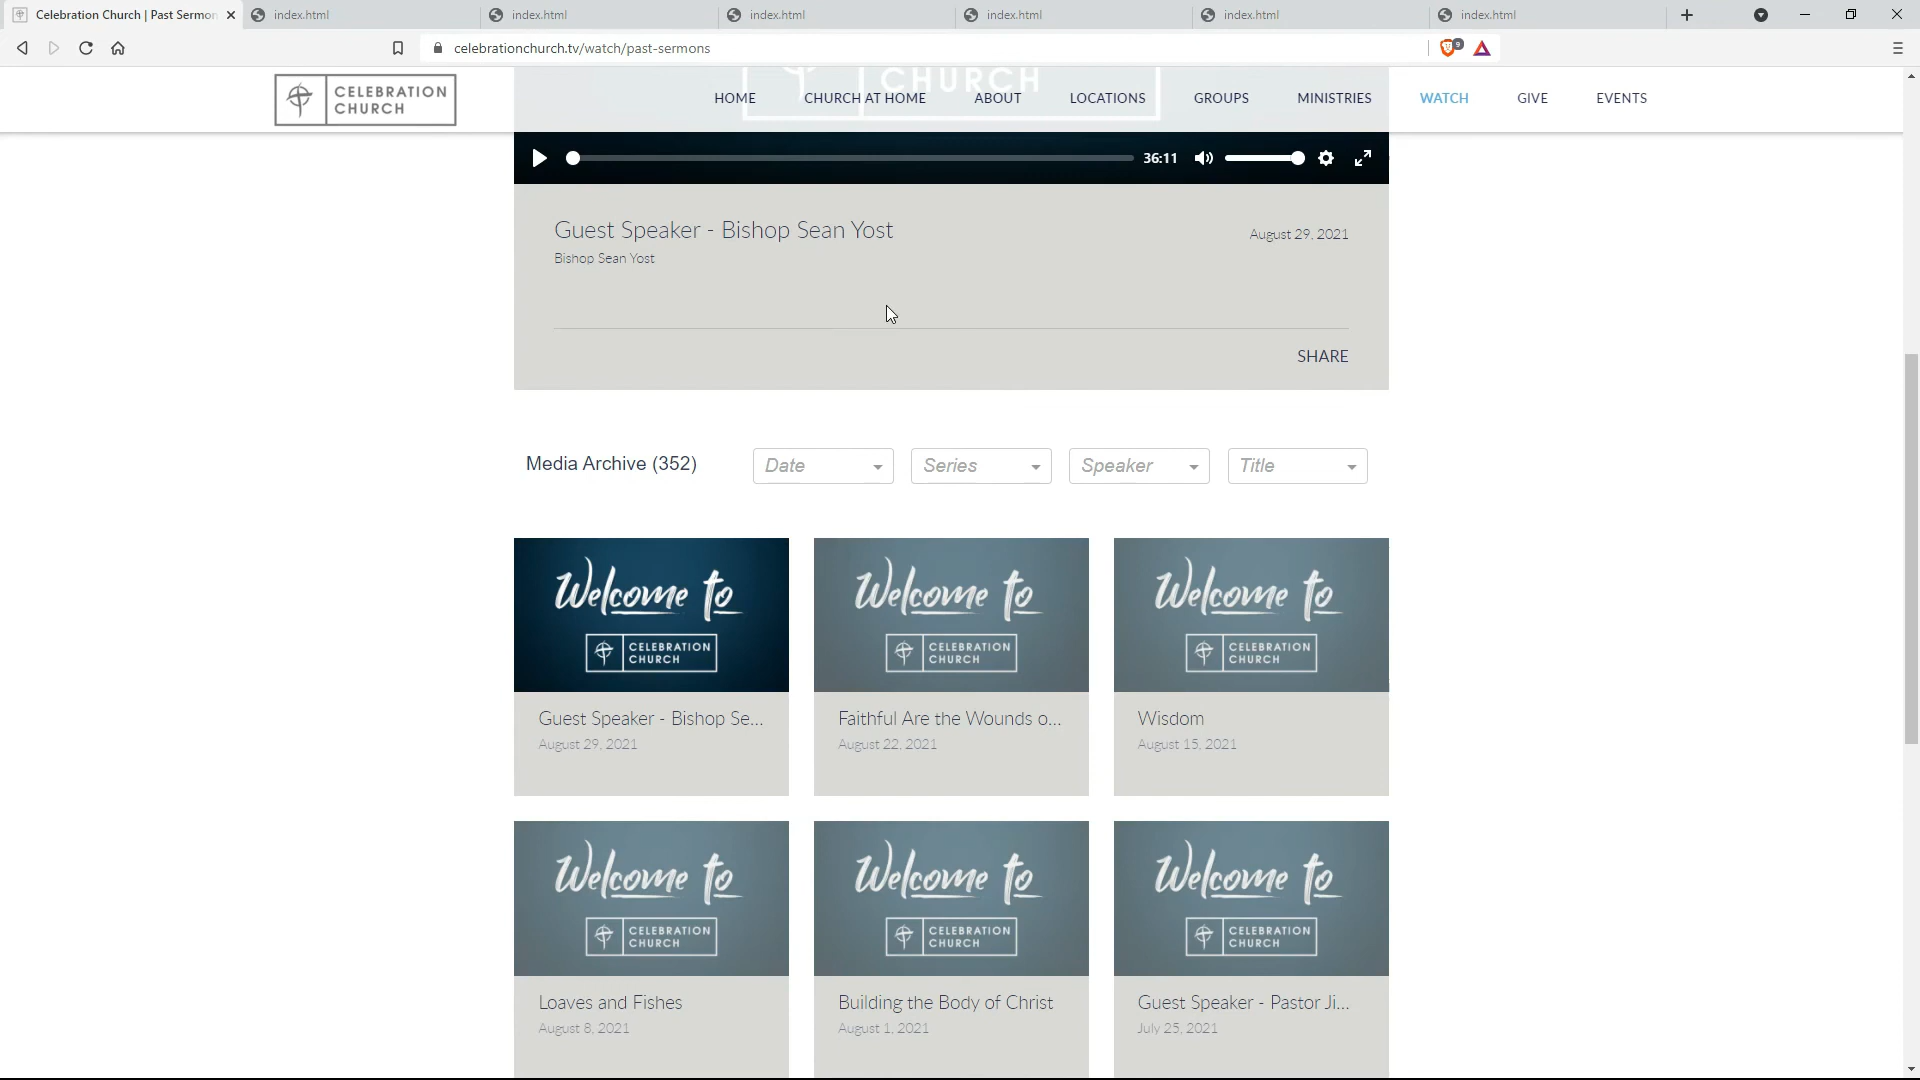 Celebration Church | Past Sermon
index.html
index.html
index.html
index.html
index.html
index.html
celebrationchurch.tv/watch/past-sermons
9
CELEBRATION
CHURCH
CHURCH
HOME
CHURCH AT HOME
ABOUT
LOCATIONS
GROUPS
MINISTRIES
WATCH
GIVE
EVENTS
36:11
Guest Speaker - Bishop Sean Yost
August 29, 2021
Bishop Sean Yost
SHARE
Media Archive (352)
Date
Series
Speaker
Title
Welcome to
CELEBRATION
CHURCH
Guest Speaker - Bishop Se...
August 29, 2021
Welcome to
CELEBRATION
CHURCH
Faithful Are the Wounds o...
August 22, 2021
Welcome to
CELEBRATION
CHURCH
Wisdom
August 15, 2021
Welcome to
CELEBRATION
CHURCH
Loaves and Fishes
August 8, 2021
Welcome to
CELEBRATION
CHURCH
Building the Body of Christ
August 1, 2021
Welcome to
CELEBRATION
CHURCH
Guest Speaker - Pastor Ji...
July 25, 2021